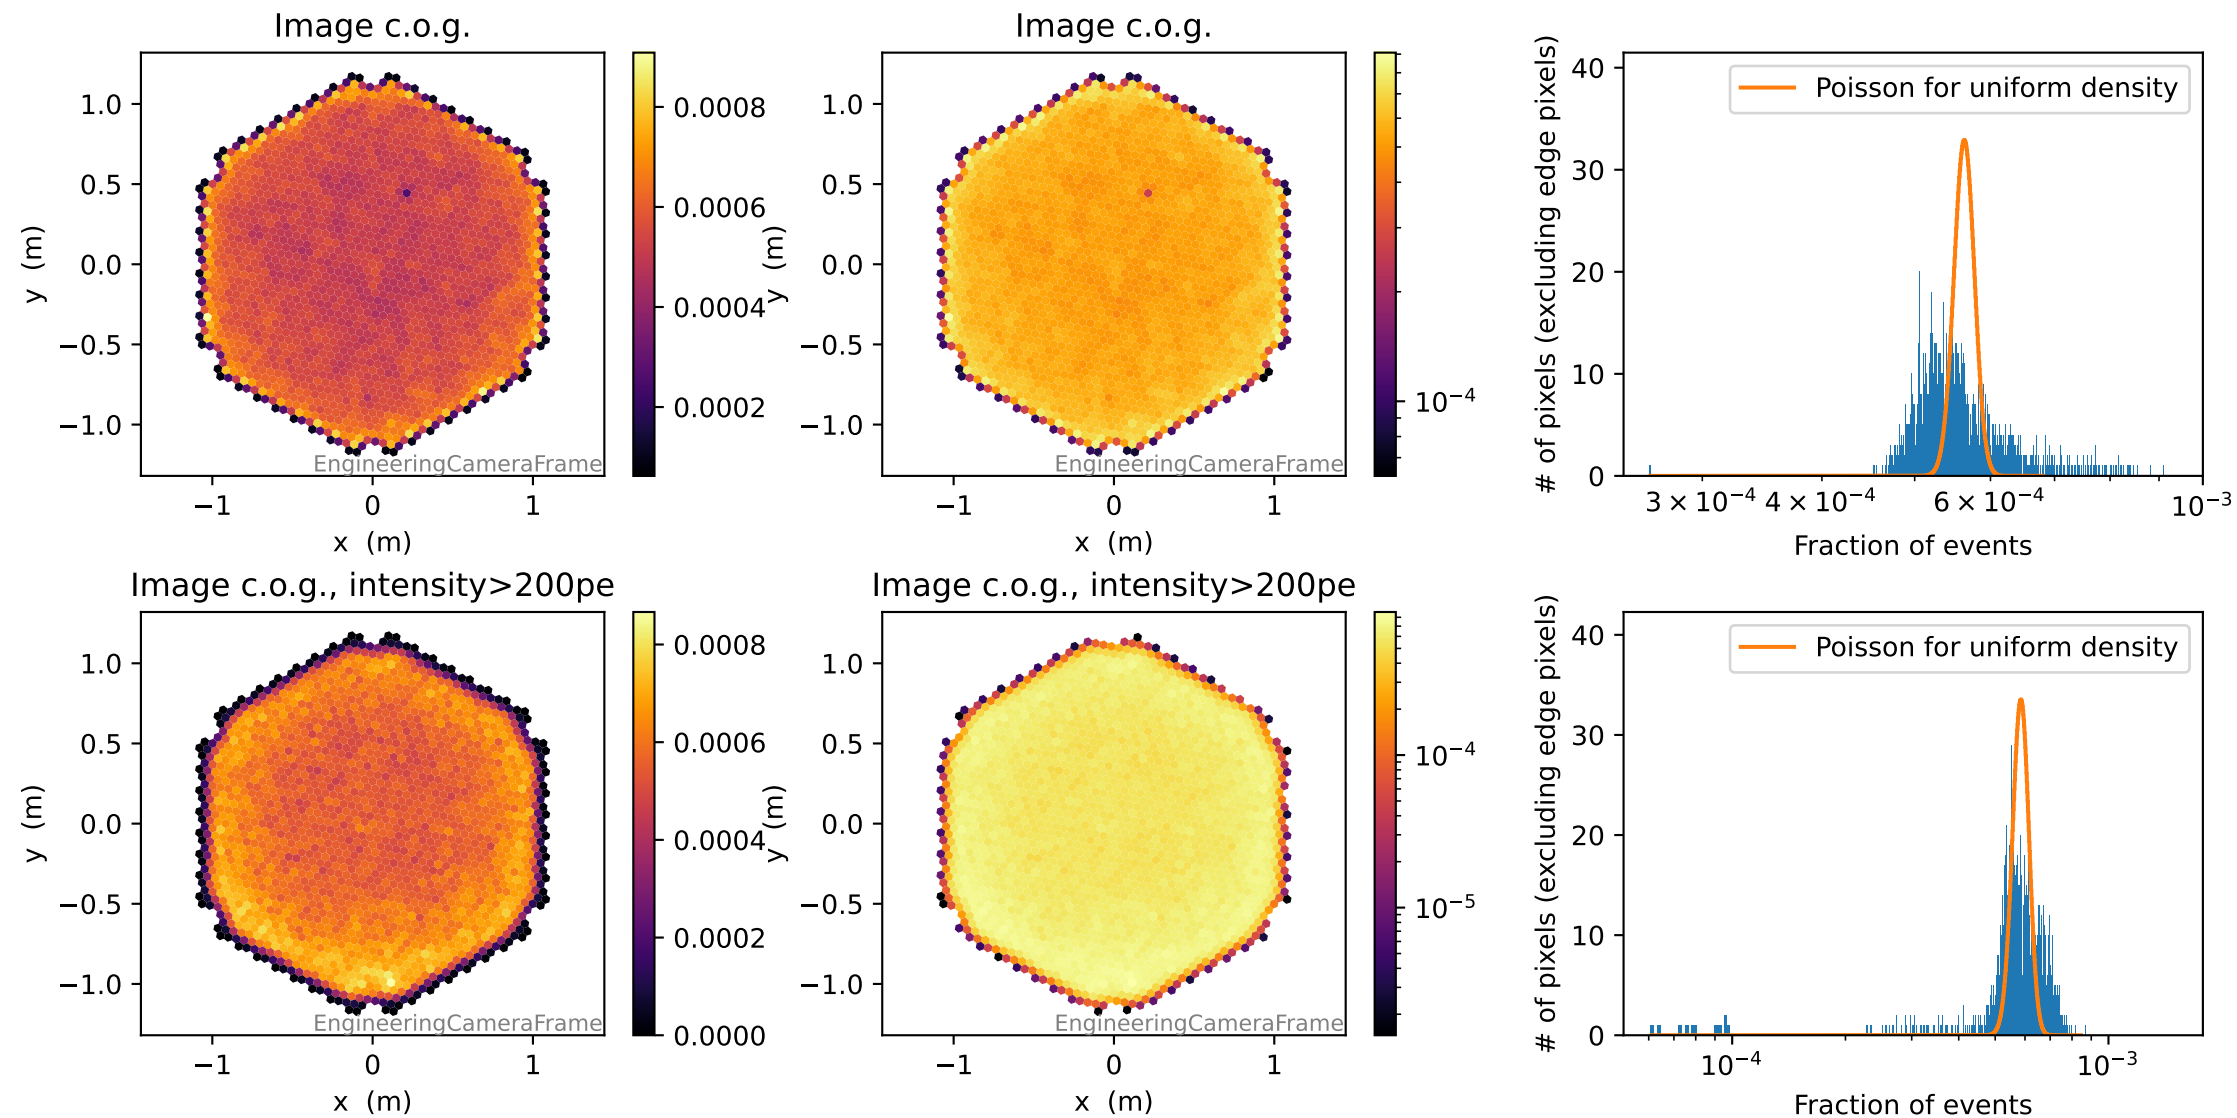 Image c.o.g.
1.0
0.5
0.0
−0.5
−1.0
y (m)
−1 0 1
x (m)
EngineeringCameraFrame
0.0008
0.0006
0.0004
0.0002
Image c.o.g.
1.0
0.5
0.0
−0.5
−1.0
y (m)
−1 0 1
x (m)
EngineeringCameraFrame
10⁻⁴
40
30
20
10
0
# of pixels (excluding edge pixels)
Poisson for uniform density
3 × 10⁻⁴ 4 × 10⁻⁴ 6 × 10⁻⁴ 10⁻³
Fraction of events
Image c.o.g., intensity>200pe
1.0
0.5
0.0
−0.5
−1.0
y (m)
−1 0 1
x (m)
EngineeringCameraFrame
0.0008
0.0006
0.0004
0.0002
0.0000
Image c.o.g., intensity>200pe
1.0
0.5
0.0
−0.5
−1.0
y (m)
−1 0 1
x (m)
EngineeringCameraFrame
10⁻⁴
10⁻⁵
40
30
20
10
0
# of pixels (excluding edge pixels)
Poisson for uniform density
10⁻⁴ 10⁻³
Fraction of events